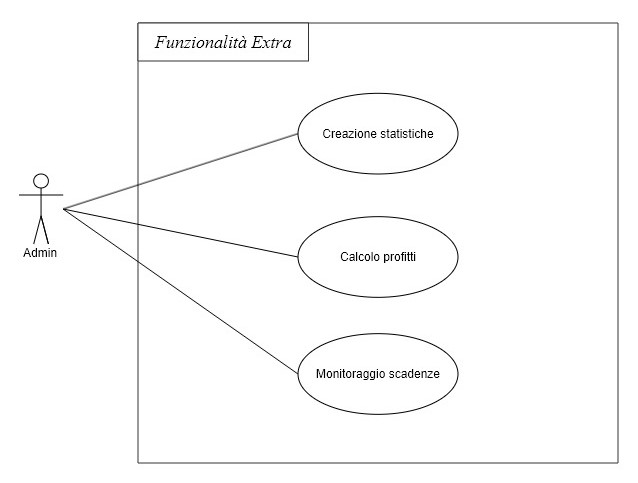 Funzionalità Extra
Creazione statistiche
Admin
Calcolo profitti
Monitoraggio scadenze